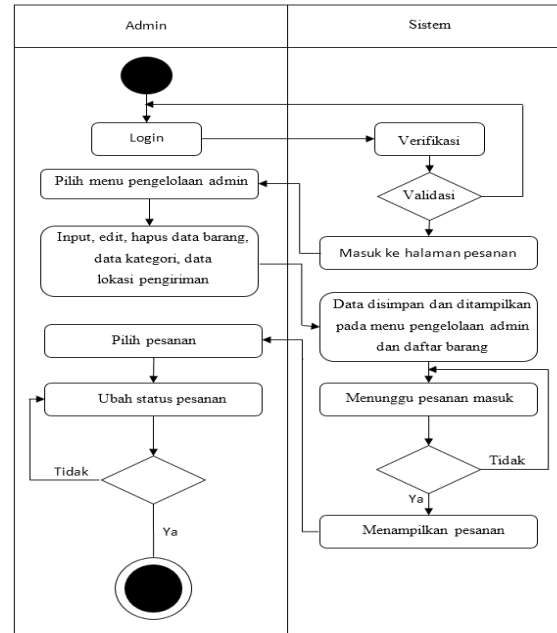 Admin
Sistem
Login
Verifikasi
Pilih menu pengelolaan admin
Validasi
Input, edit, hapus data barang,
data kategori, data
lokasi pengiriman
Masuk ke halaman pesanan
Data disimpan dan ditampilkan
pada menu pengelolaan admin
dan daftar barang
Pilih pesanan
Ubah status pesanan
Menunggu pesanan masuk
Tidak
Tidak
Ya
Ya
Menampilkan pesanan